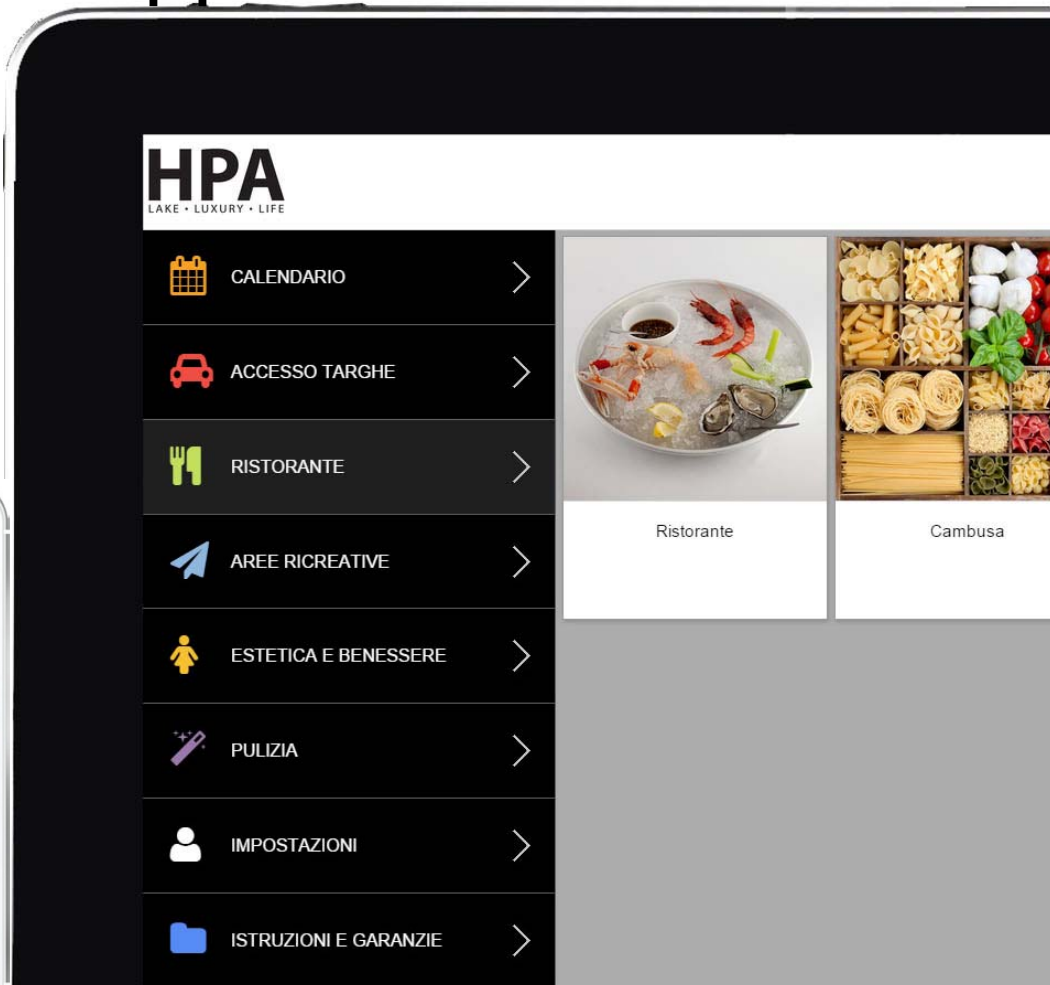 HPA
LAKE • LUXURY • LIFE
CALENDARIO
ACCESSO TARGHE
RISTORANTE
AREE RICREATIVE
ESTETICA E BENESSERE
PULIZIA
IMPOSTAZIONI
ISTRUZIONI E GARANZIE
Ristorante
Cambusa